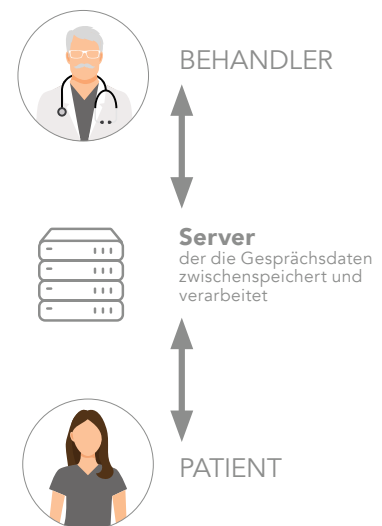 BEHANDLER
Server
der die Gesprächsdaten
zwischenspeichert und
verarbeitet
PATIENT